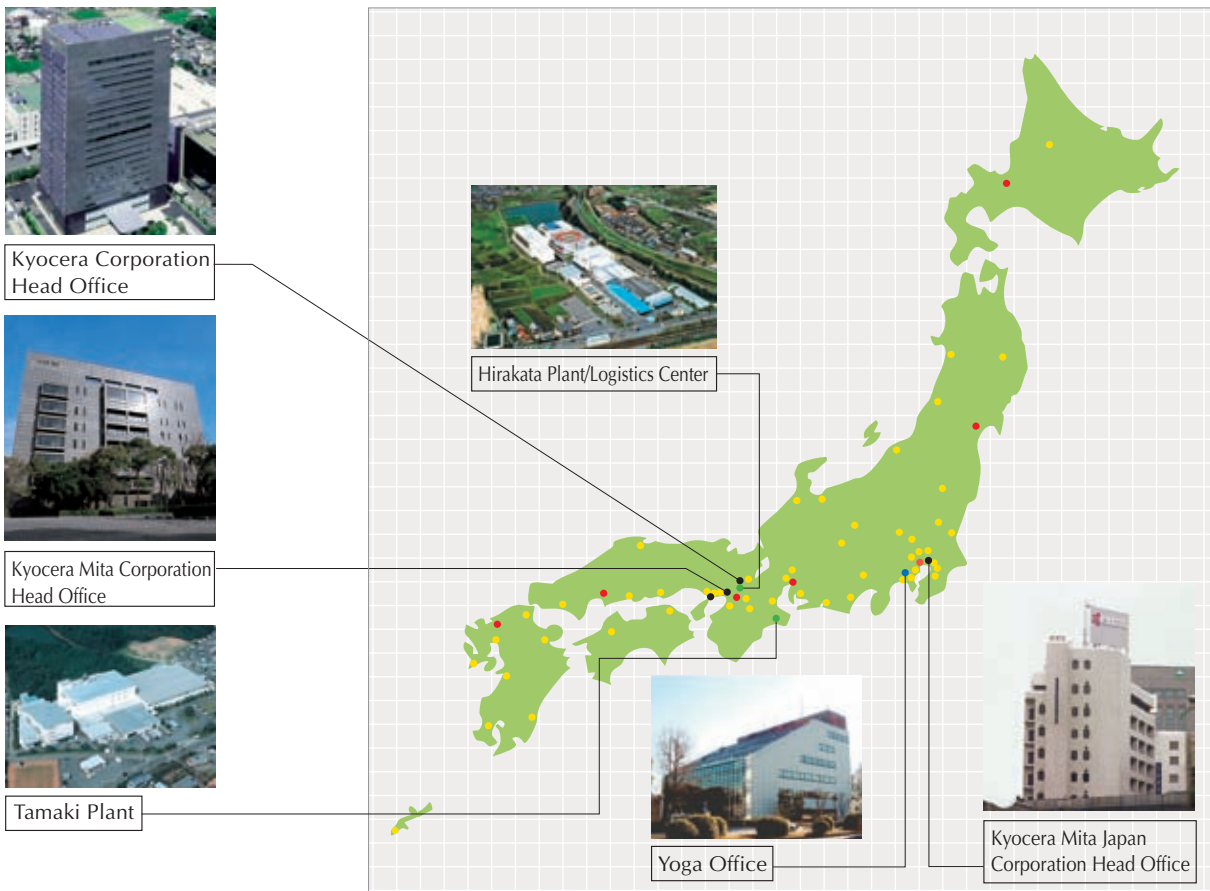 Kyocera Corporation
Head Office
Hirakata Plant/Logistics Center
Kyocera Mita Corporation
Head Office
Tamaki Plant
Yoga Office
Kyocera Mita Japan
Corporation Head Office